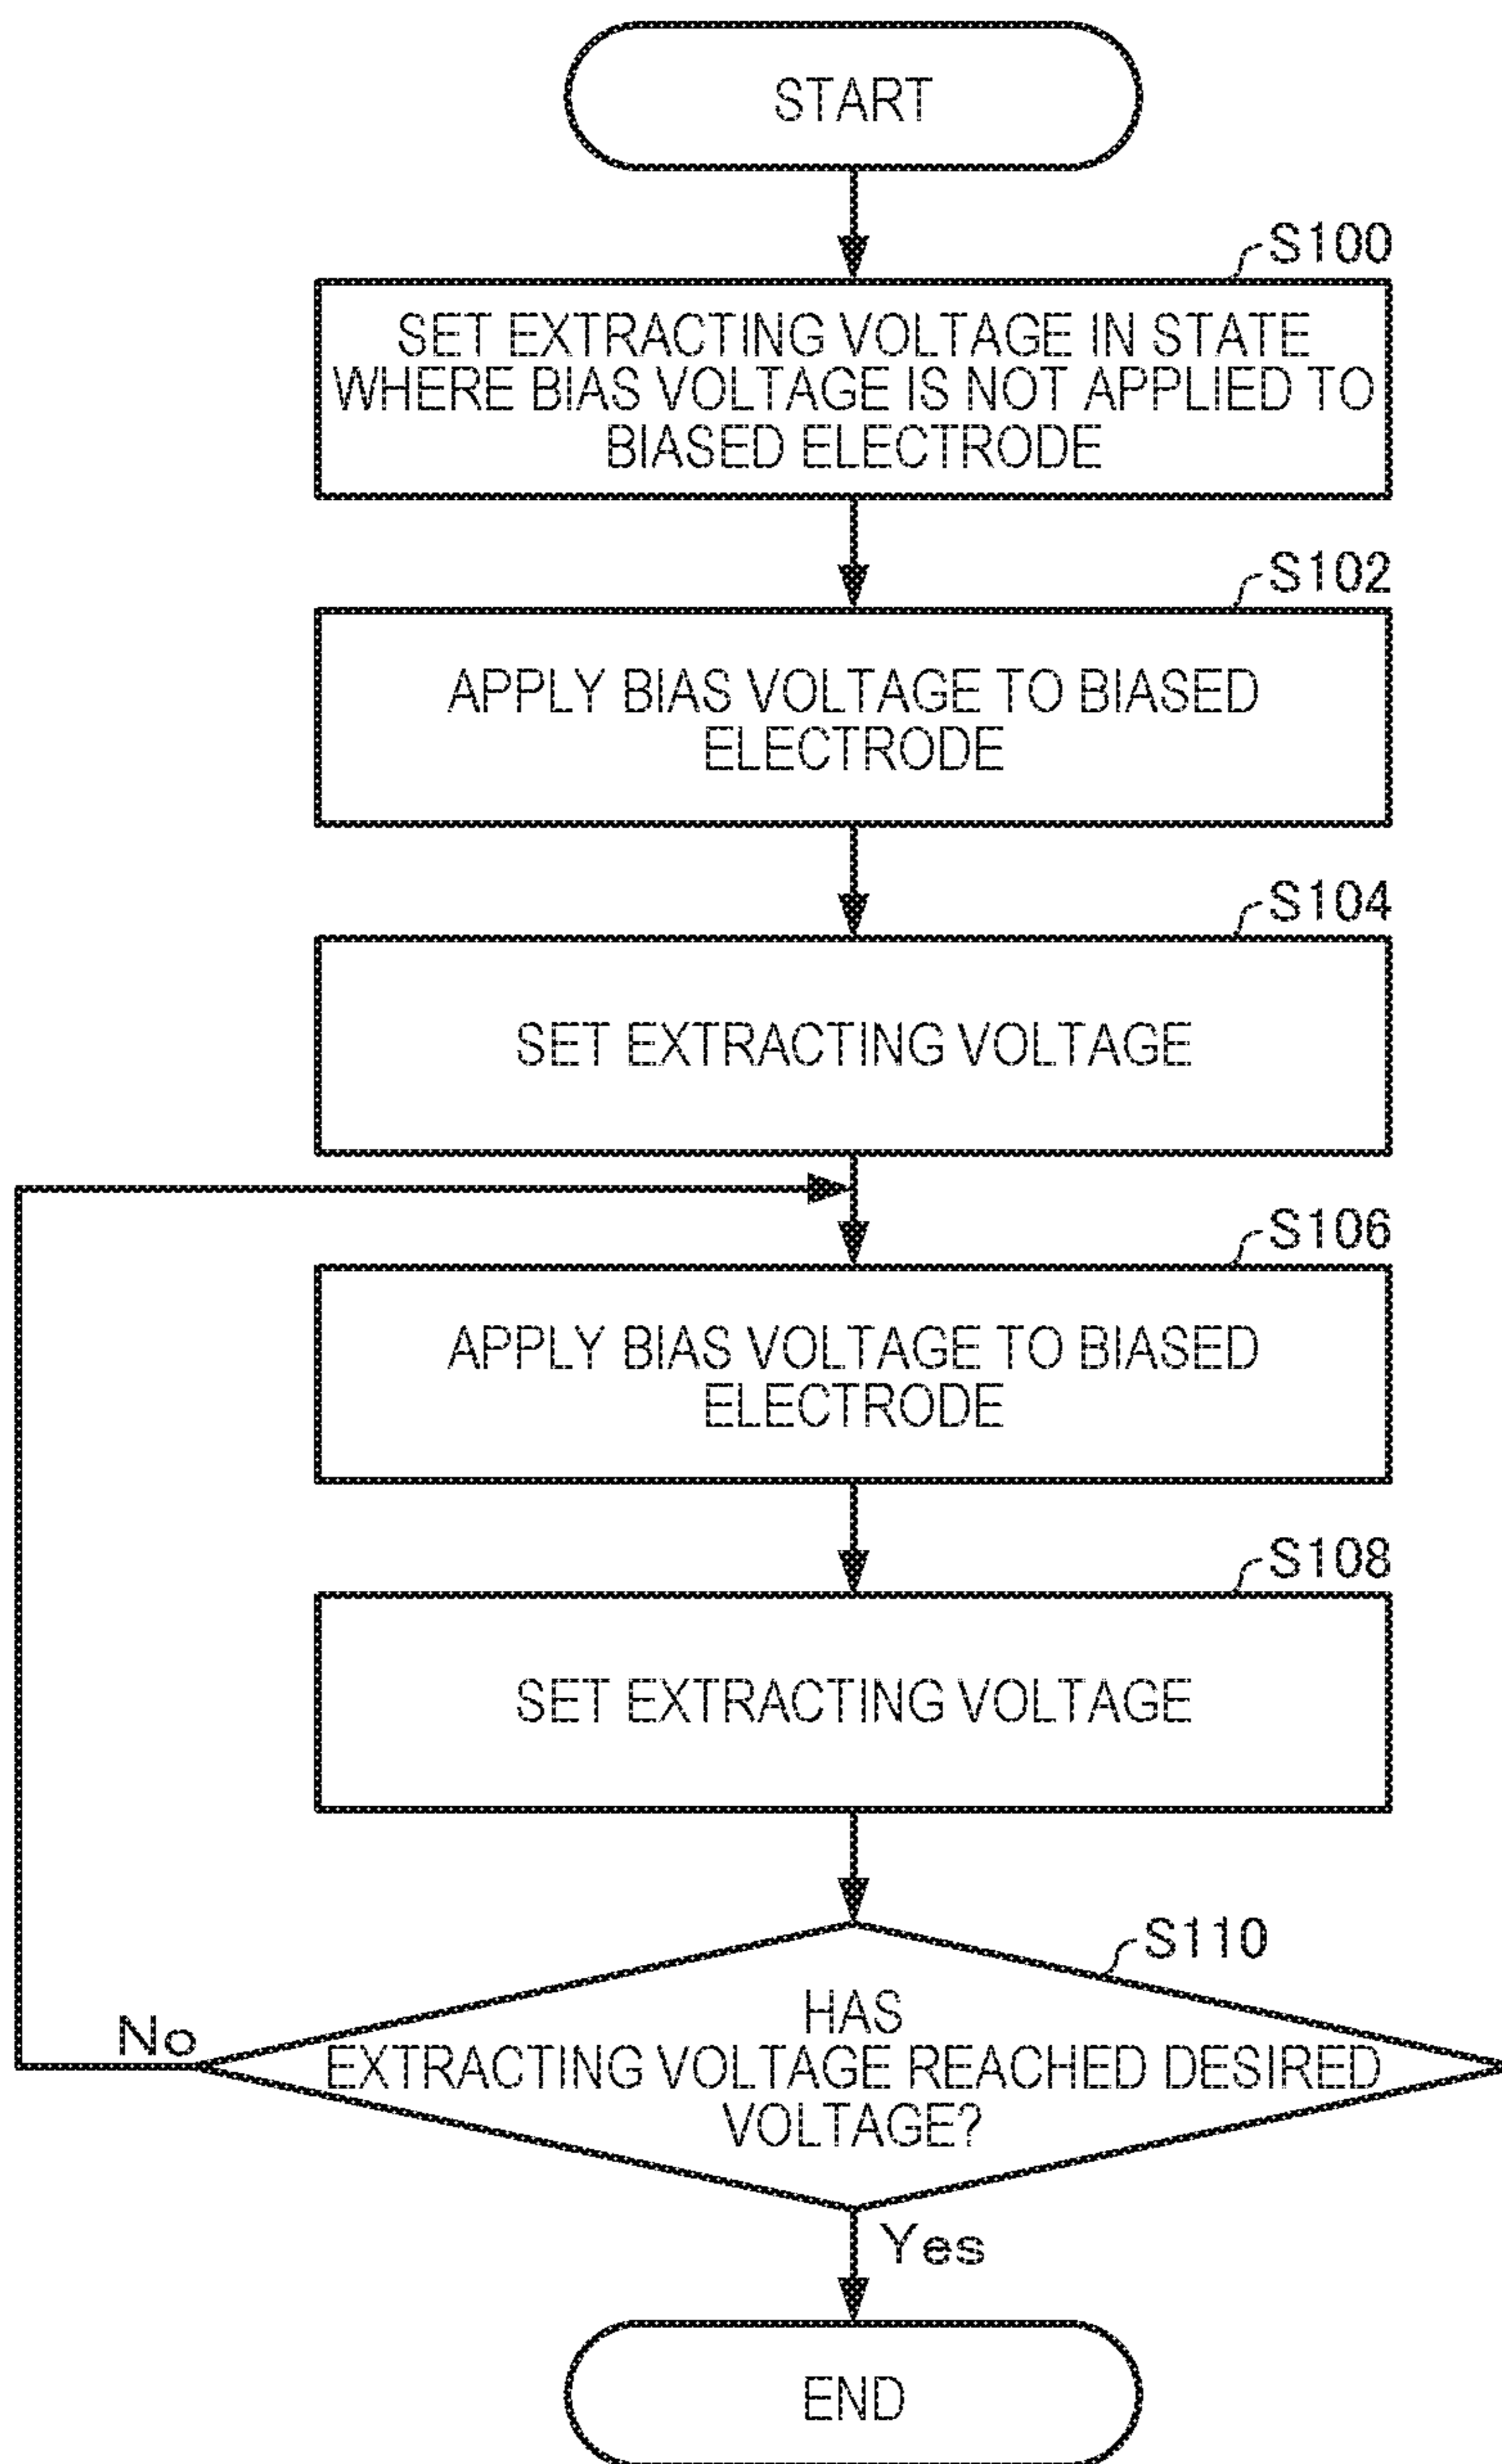 START
S100
SET EXTRACTING VOLTAGE IN STATE
WHERE BIAS VOLTAGE IS NOT APPLIED TO
BIASED ELECTRODE
S102
APPLY BIAS VOLTAGE TO BIASED
ELECTRODE
S104
SET EXTRACTING VOLTAGE
S106
APPLY BIAS VOLTAGE TO BIASED
ELECTRODE
S108
SET EXTRACTING VOLTAGE
S110
HAS
EXTRACTING VOLTAGE REACHED DESIRED
VOLTAGE?
No
Yes
END